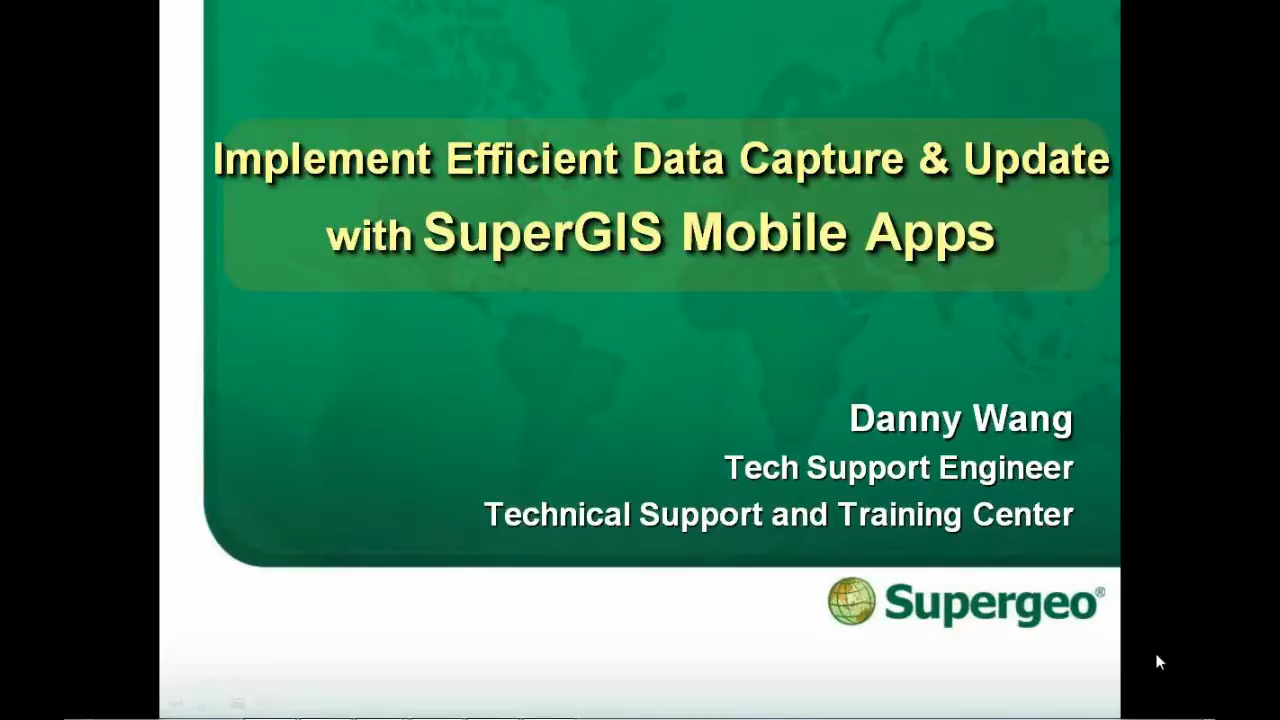 Implement Efficient Data Capture & Update
with SuperGIS Mobile Apps
Danny Wang
Tech Support Engineer
Technical Support and Training Center
Supergeo®